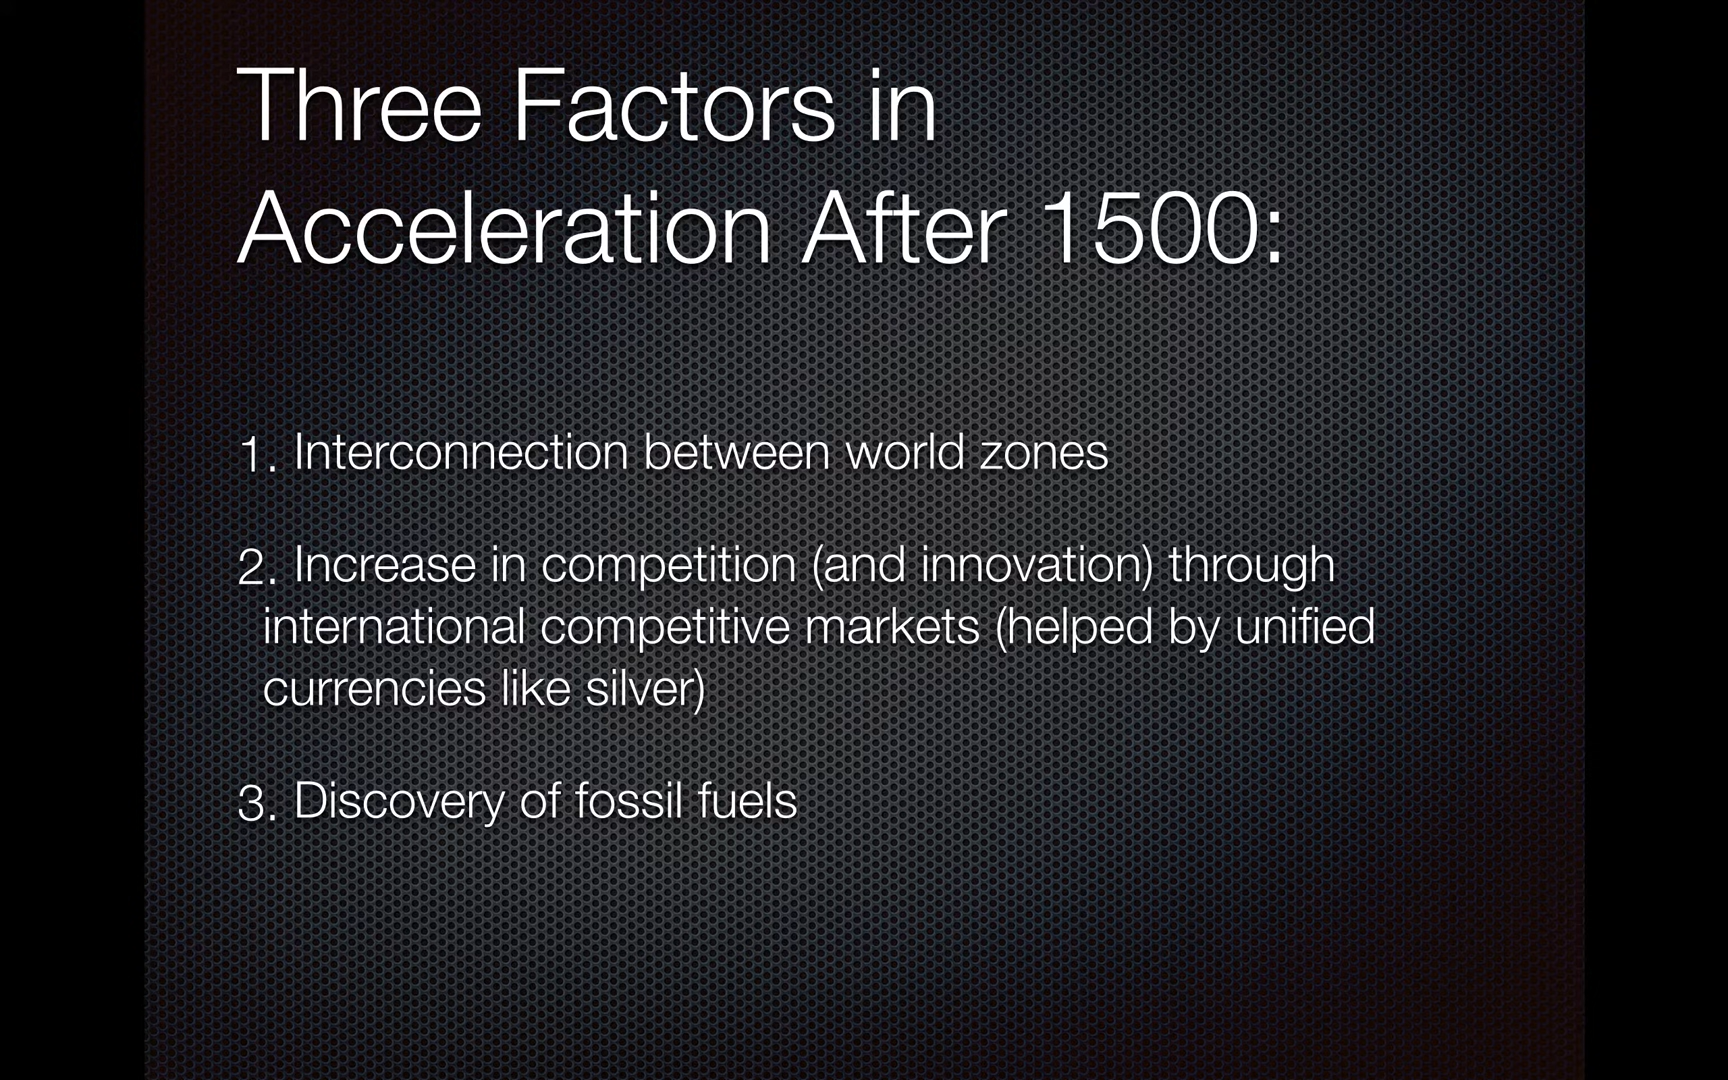 Three Factors in
Acceleration After 1500:
1. Interconnection between world zones
2. Increase in competition (and innovation) through
international competitive markets (helped by unified
currencies like silver)
3. Discovery of fossil fuels